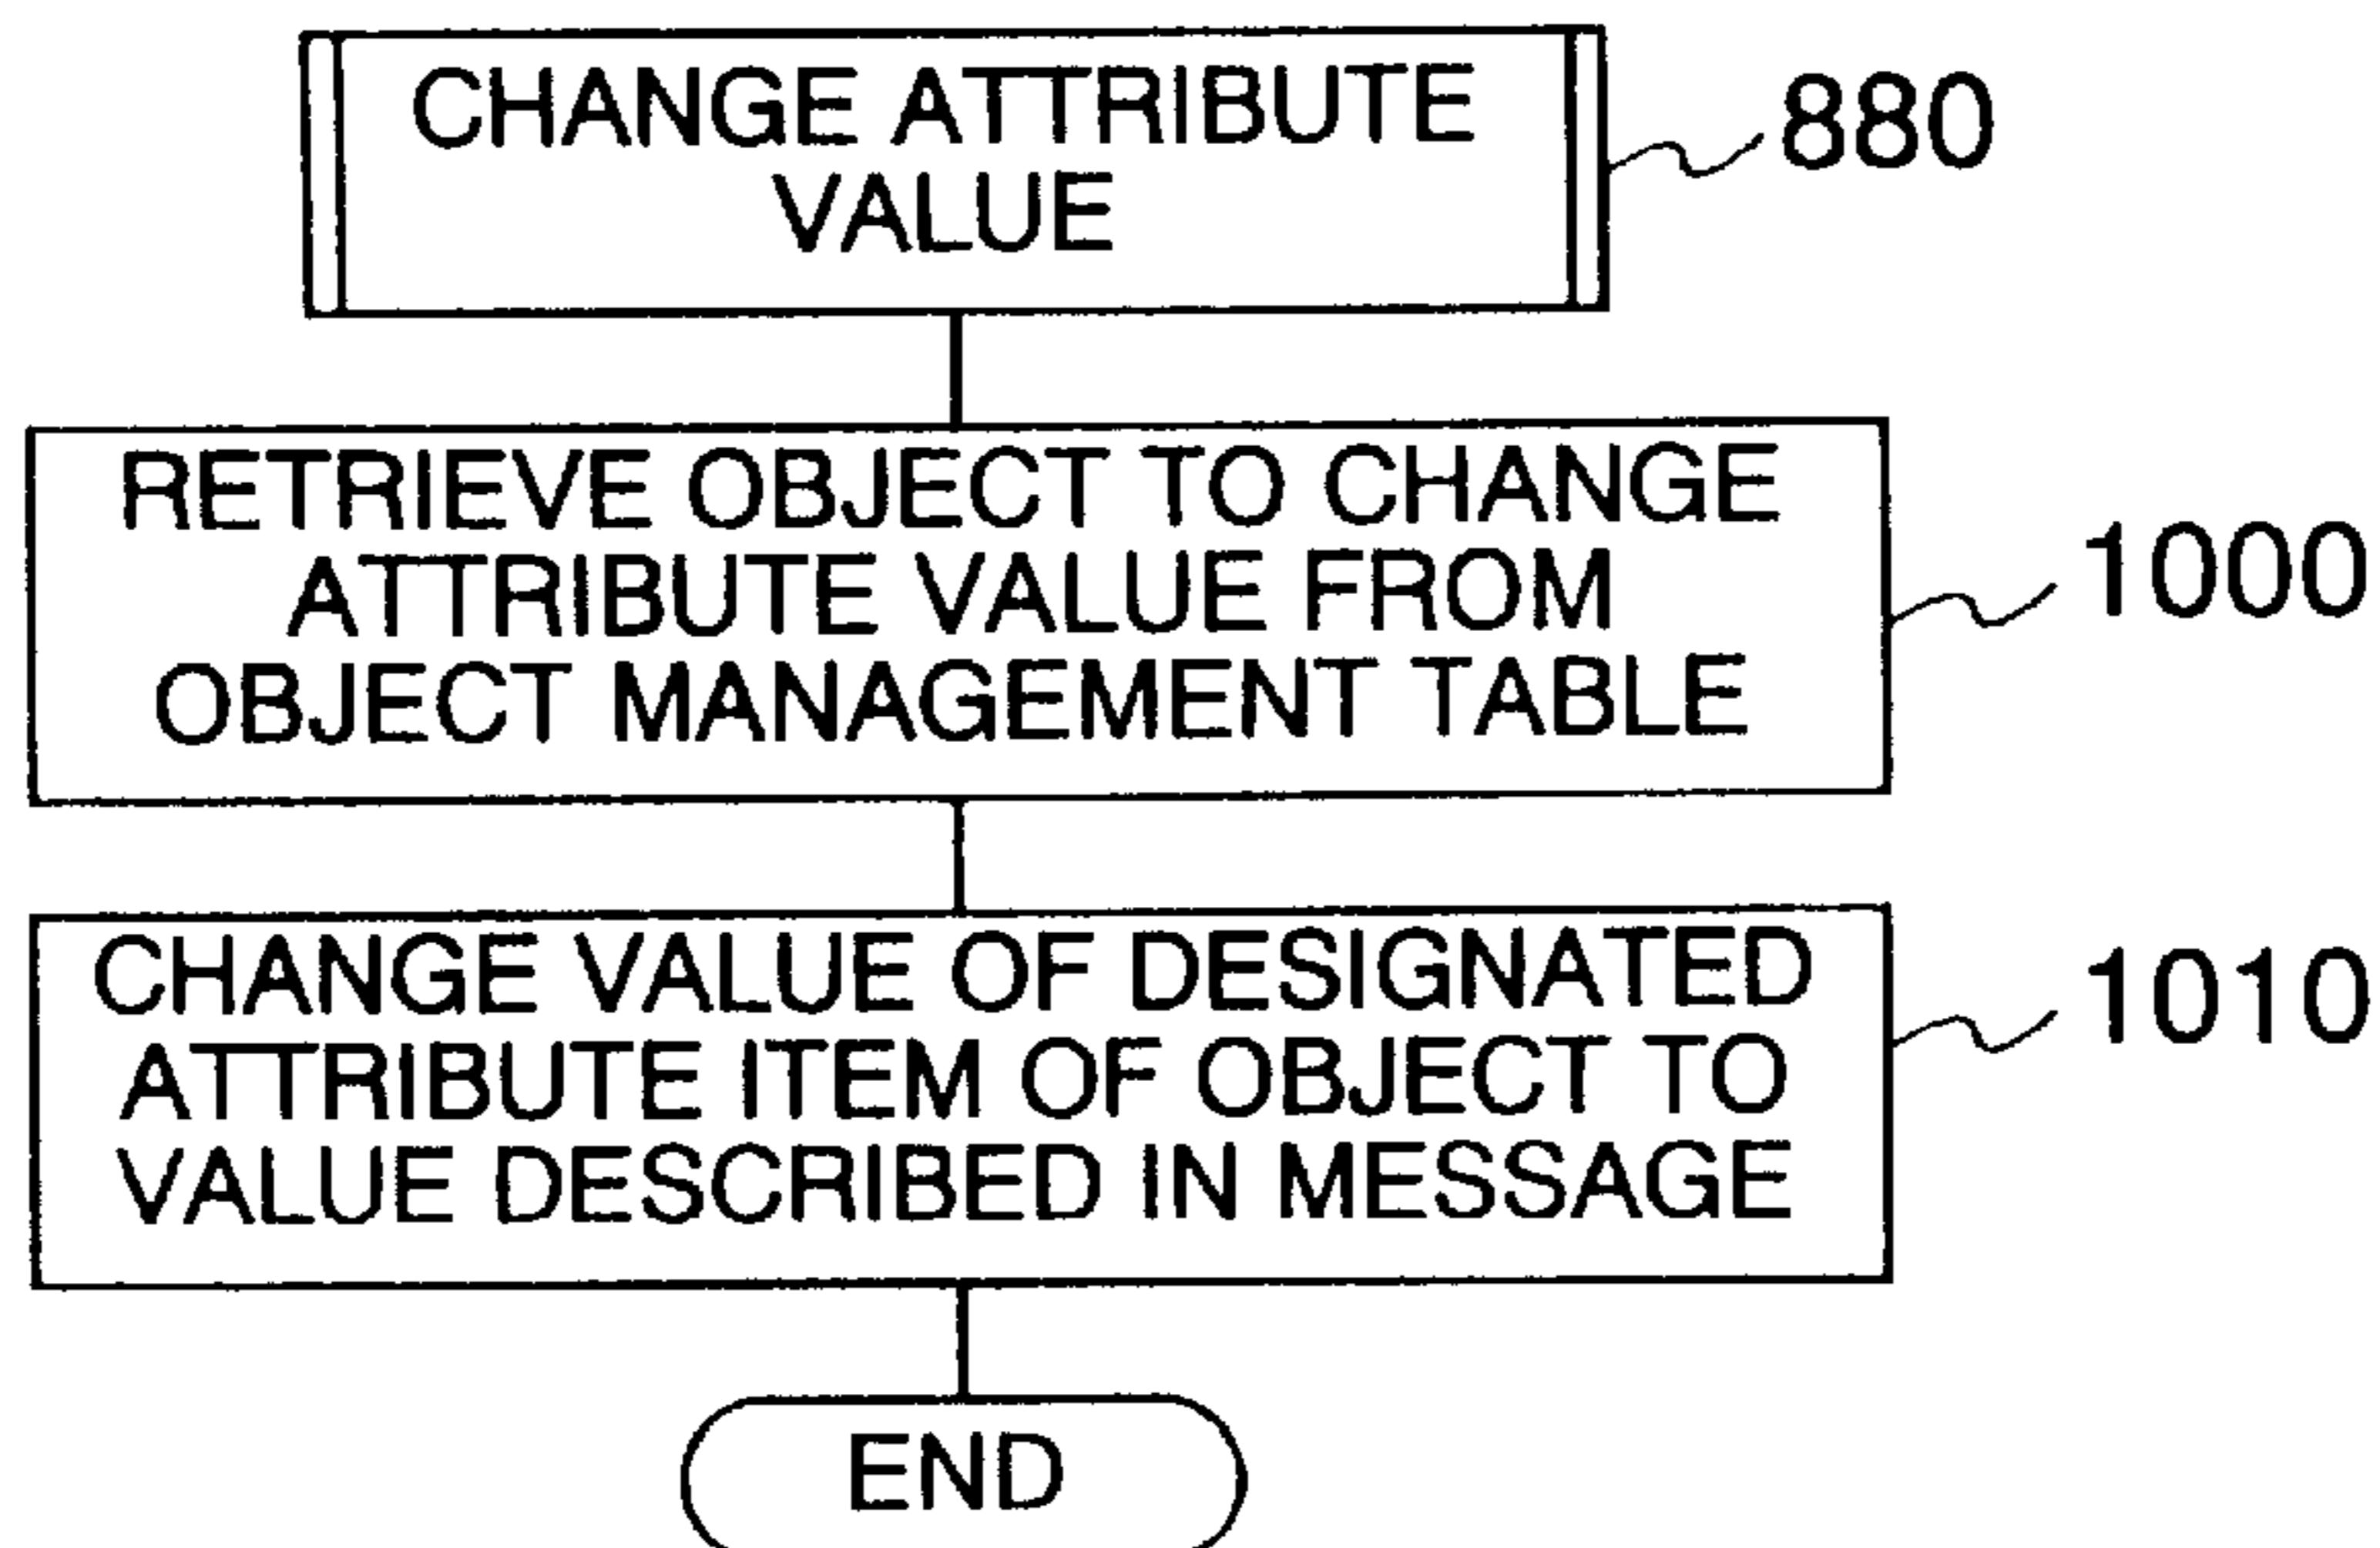 CHANGE ATTRIBUTE
VALUE
880
RETRIEVE OBJECT TO CHANGE
ATTRIBUTE VALUE FROM
OBJECT MANAGEMENT TABLE
1000
CHANGE VALUE OF DESIGNATED
ATTRIBUTE ITEM OF OBJECT TO
VALUE DESCRIBED IN MESSAGE
1010
END